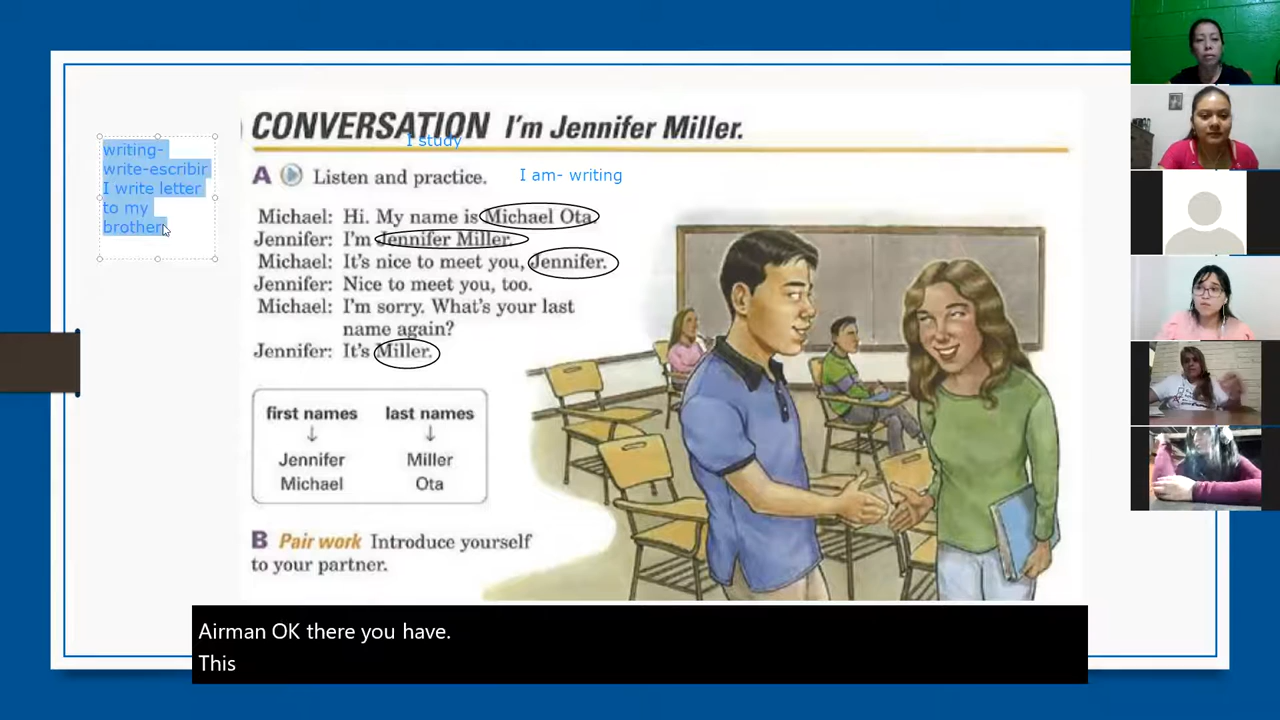 CONVERSATION I'm Jennifer Miller.
I study
A Listen and practice.
I am- writing
writing-
write-escribir
I write letter
to my
brother
Michael: Hi. My name is Michael Ota.
Jennifer: I'm Jennifer Miller.
Michael: It's nice to meet you, Jennifer.
Jennifer: Nice to meet you, too.
Michael: I'm sorry. What's your last
name again?
Jennifer: It's Miller.
first names last names
Jennifer Miller
Michael Ota
B Pair work Introduce yourself
to your partner.
Airman OK there you have.
This